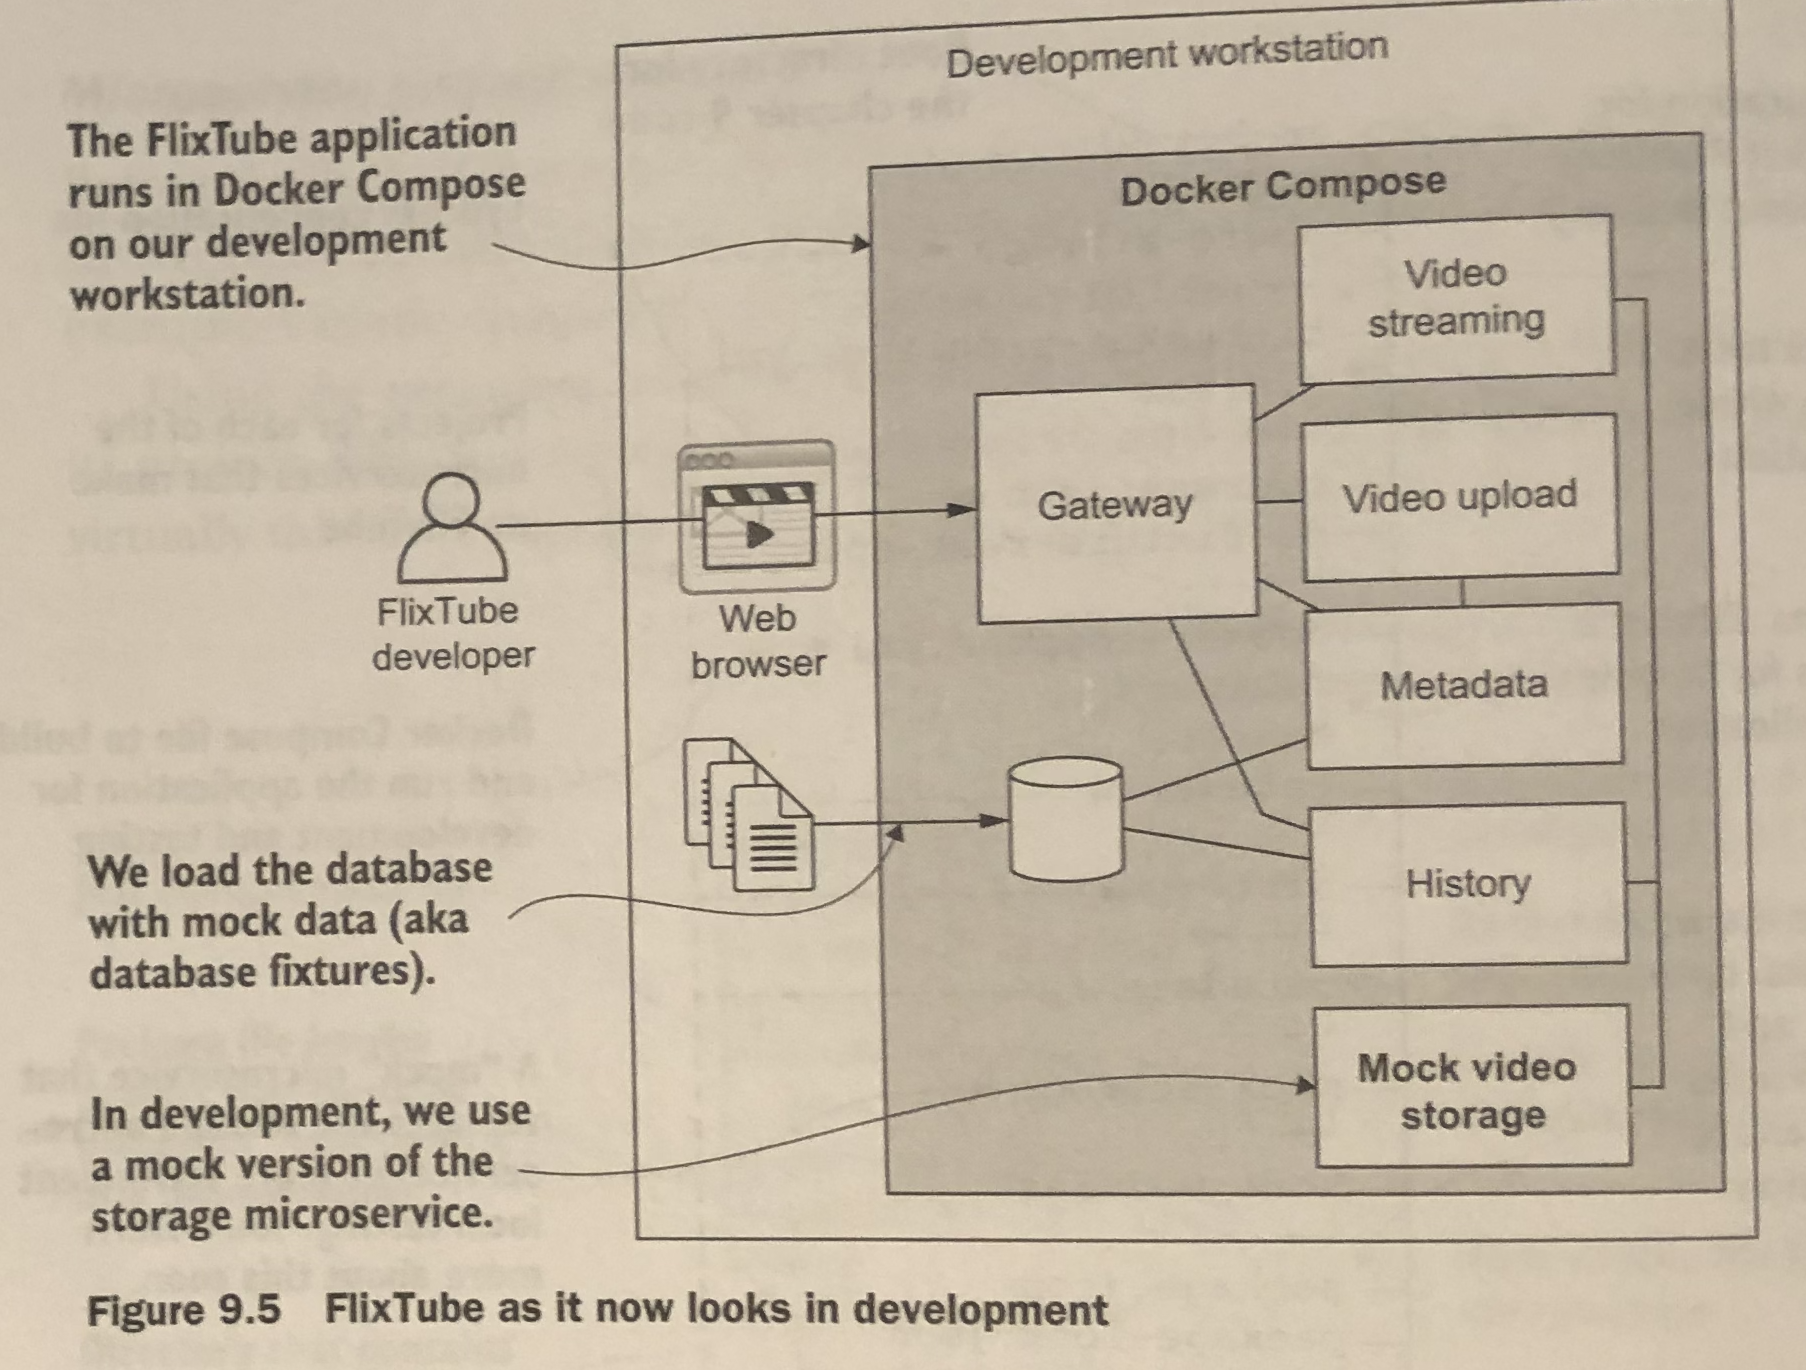 Development workstation
The FlixTube application
runs in Docker Compose
on our development
workstation.
Docker Compose
Video
streaming
Gateway
Video upload
FlixTube
developer
Web
browser
Metadata
We load the database
with mock data (aka
database fixtures).
History
In development, we use
a mock version of the
storage microservice.
Mock video
storage
Figure 9.5 FlixTube as it now looks in development